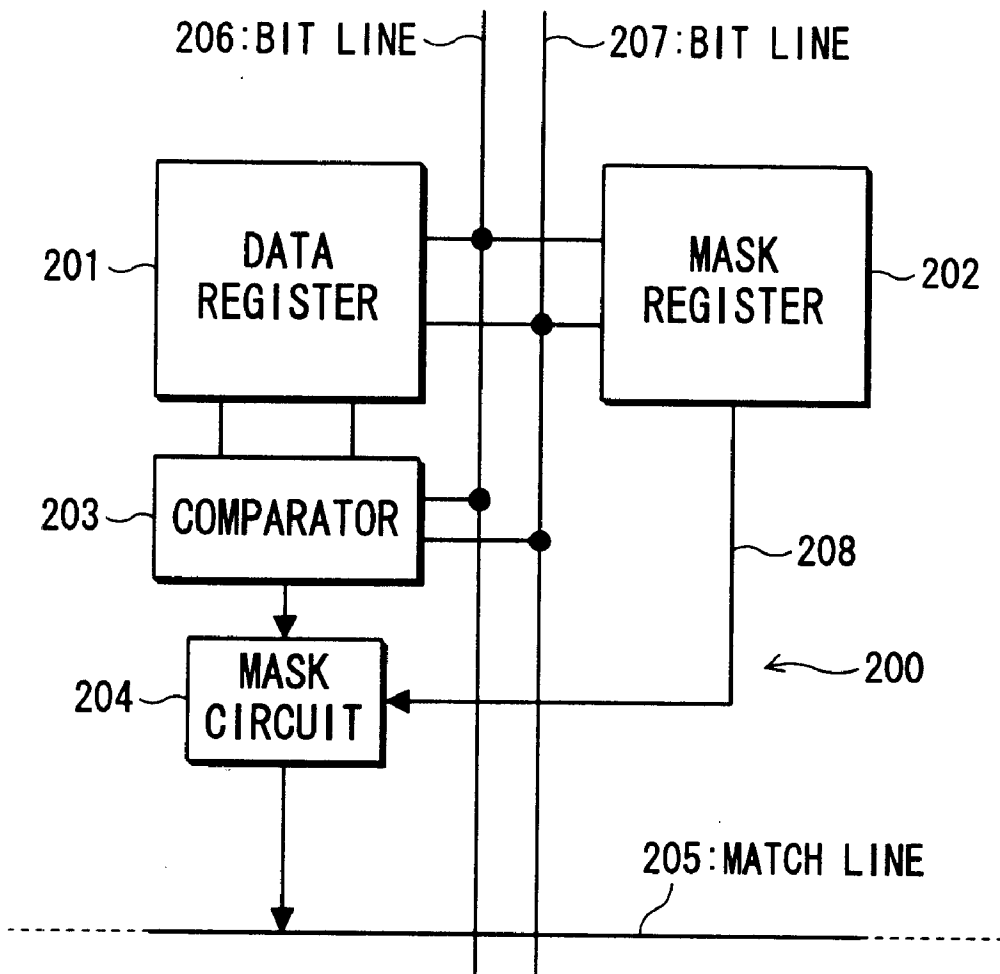 206:BIT LINE
207:BIT LINE
201
DATA
REGISTER
MASK
REGISTER
202
203
COMPARATOR
208
204
MASK
CIRCUIT
200
205:MATCH LINE